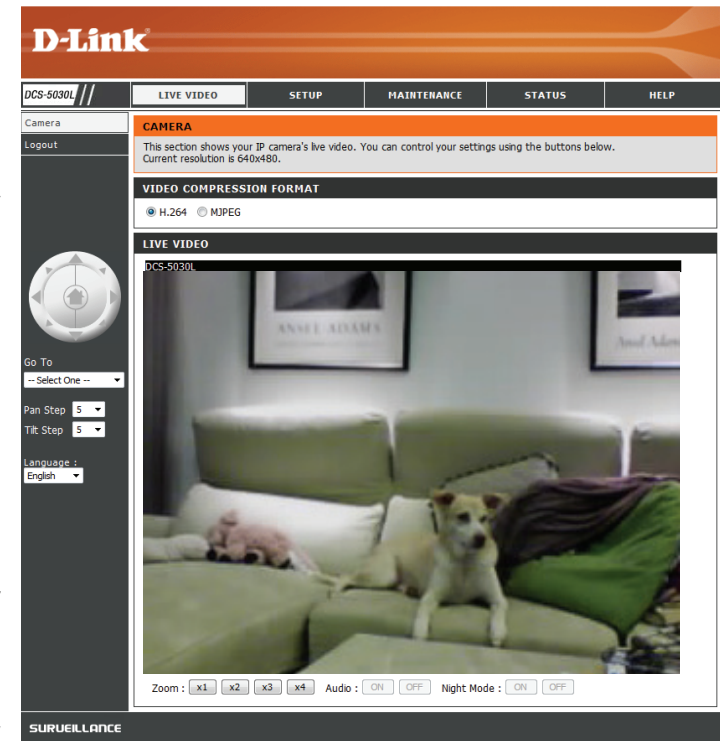 D-Link
DCS-5030L // LIVE VIDEO SETUP MAINTENANCE STATUS HELP
Camera
Logout
CAMERA
This section shows your IP camera's live video. You can control your settings using the buttons below.
Current resolution is 640x480.
VIDEO COMPRESSION FORMAT
H.264 MJPEG
LIVE VIDEO
DCS-5030L
ANSEL ADAMS
Ansel Adams
Go To
-- Select One --
Pan Step 5
Tilt Step 5
Language :
English
Zoom : x1 x2 x3 x4 Audio : ON OFF Night Mode : ON OFF
SURVEILLANCE